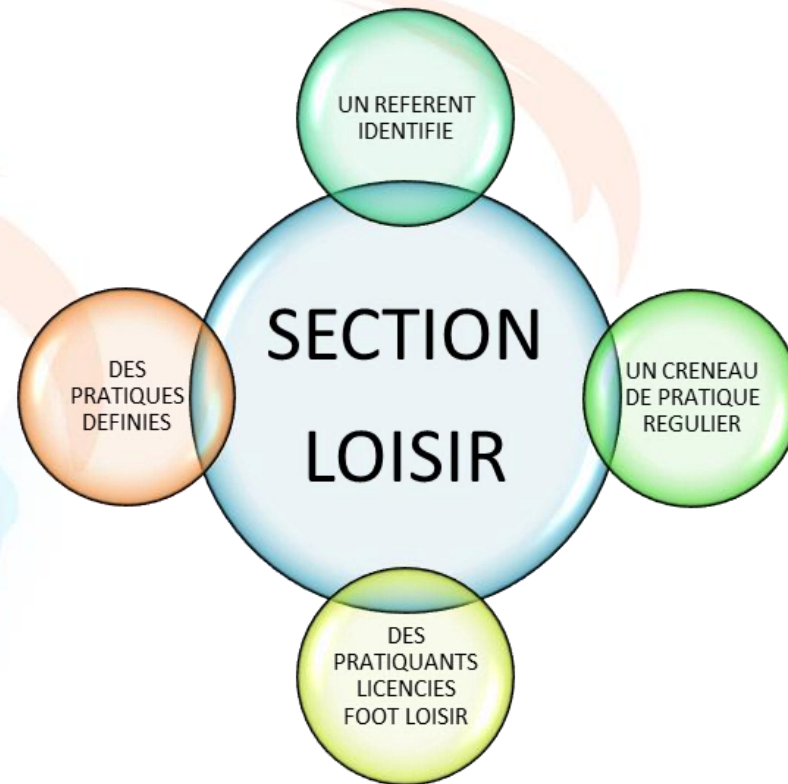 UN REFERENT
IDENTIFIE
SECTION
LOISIR
DES
PRATIQUES
DEFINIES
UN CRENEAU
DE PRATIQUE
REGULIER
DES
PRATIQUANTS
LICENCIES
FOOT LOISIR